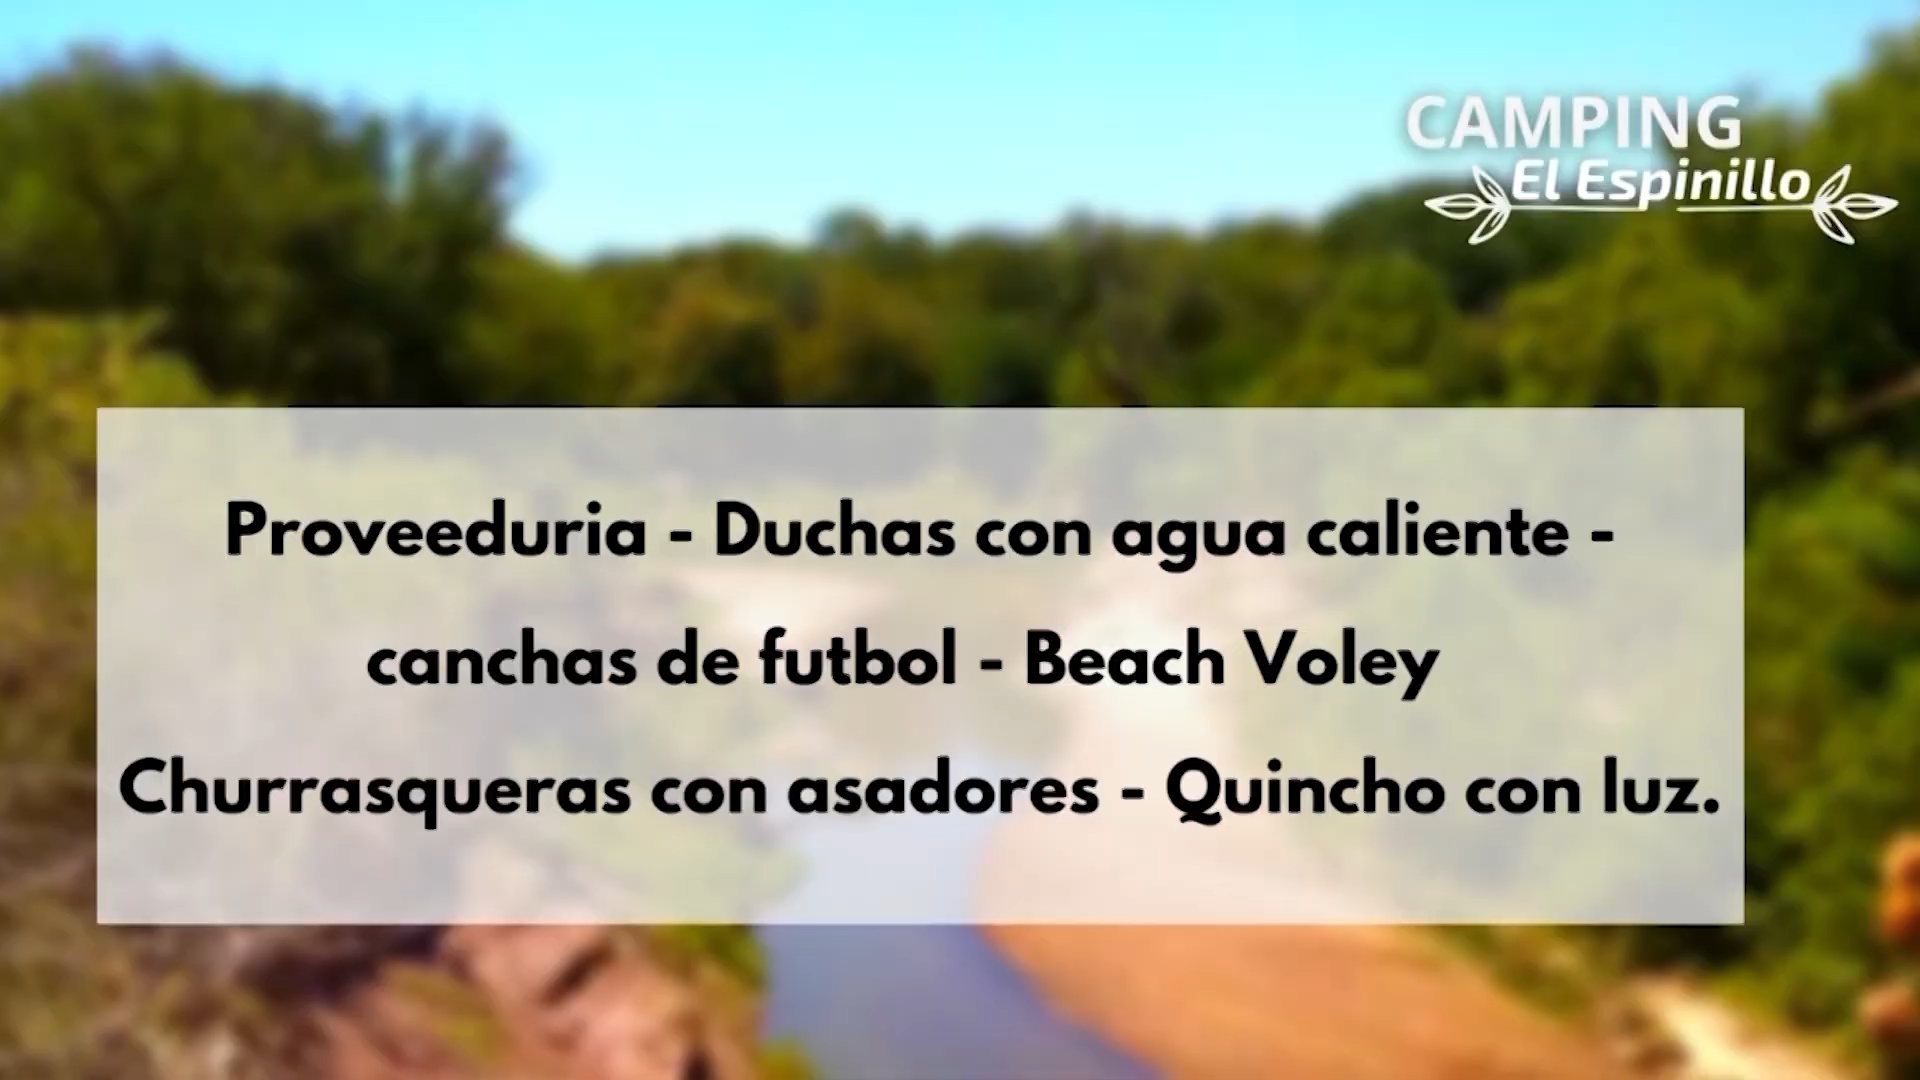 CAMPING
El Espinillo
Proveeduria - Duchas con agua caliente -
canchas de futbol - Beach Voley
Churrasqueras con asadores - Quincho con luz.